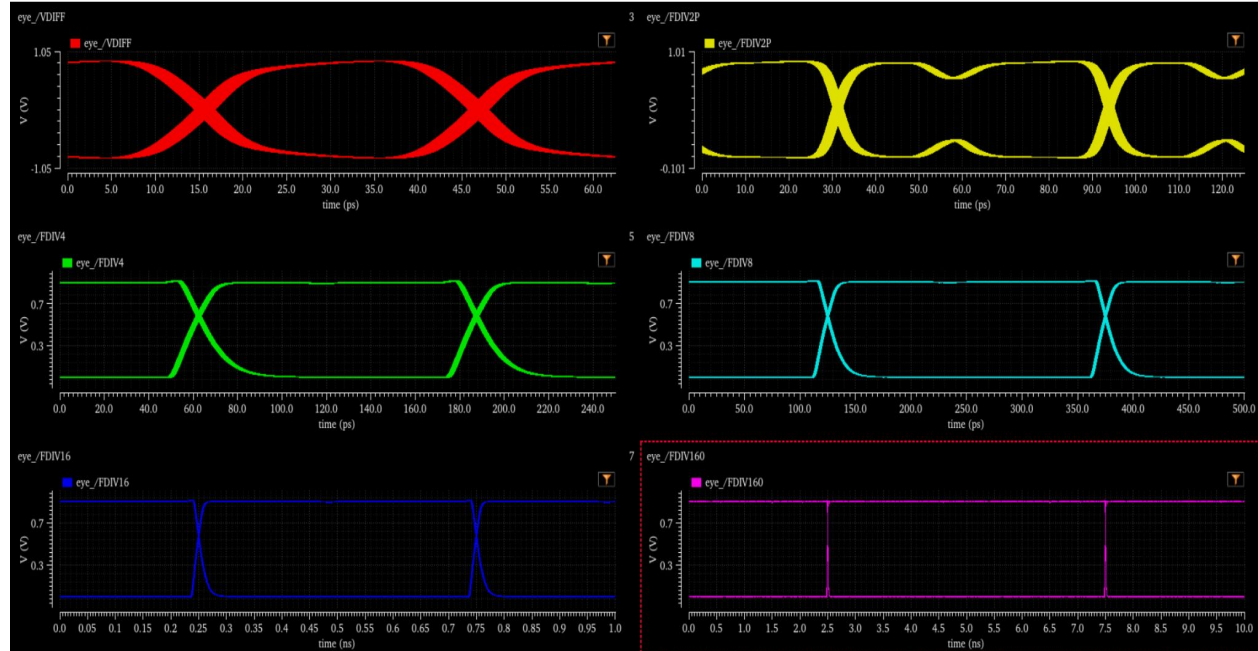 eye_/VDIFF
eye_/VDIFF
1.05
-1.05
V (V)
0.0 5.0 10.0 15.0 20.0 25.0 30.0 35.0 40.0 45.0 50.0 55.0 60.0
time (ps)
3 eye_/FDIV2P
eye_/FDIV2P
1.01
-0.101
V (V)
0.0 10.0 20.0 30.0 40.0 50.0 60.0 70.0 80.0 90.0 100.0 110.0 120.0
time (ps)
eye_/FDIV4
eye_/FDIV4
0.7
0.3
V (V)
0.0 20.0 40.0 60.0 80.0 100.0 120.0 140.0 160.0 180.0 200.0 220.0 240.0
time (ps)
5 eye_/FDIV8
eye_/FDIV8
0.7
0.3
V (V)
0.0 50.0 100.0 150.0 200.0 250.0 300.0 350.0 400.0 450.0 500.0
time (ps)
eye_/FDIV16
eye_/FDIV16
0.7
0.3
V (V)
0.0 0.05 0.1 0.15 0.2 0.25 0.3 0.35 0.4 0.45 0.5 0.55 0.6 0.65 0.7 0.75 0.8 0.85 0.9 0.95 1.0
time (ns)
7 eye_/FDIV160
eye_/FDIV160
0.7
0.3
V (V)
0.0 0.5 1.0 1.5 2.0 2.5 3.0 3.5 4.0 4.5 5.0 5.5 6.0 6.5 7.0 7.5 8.0 8.5 9.0 9.5 10.0
time (ns)